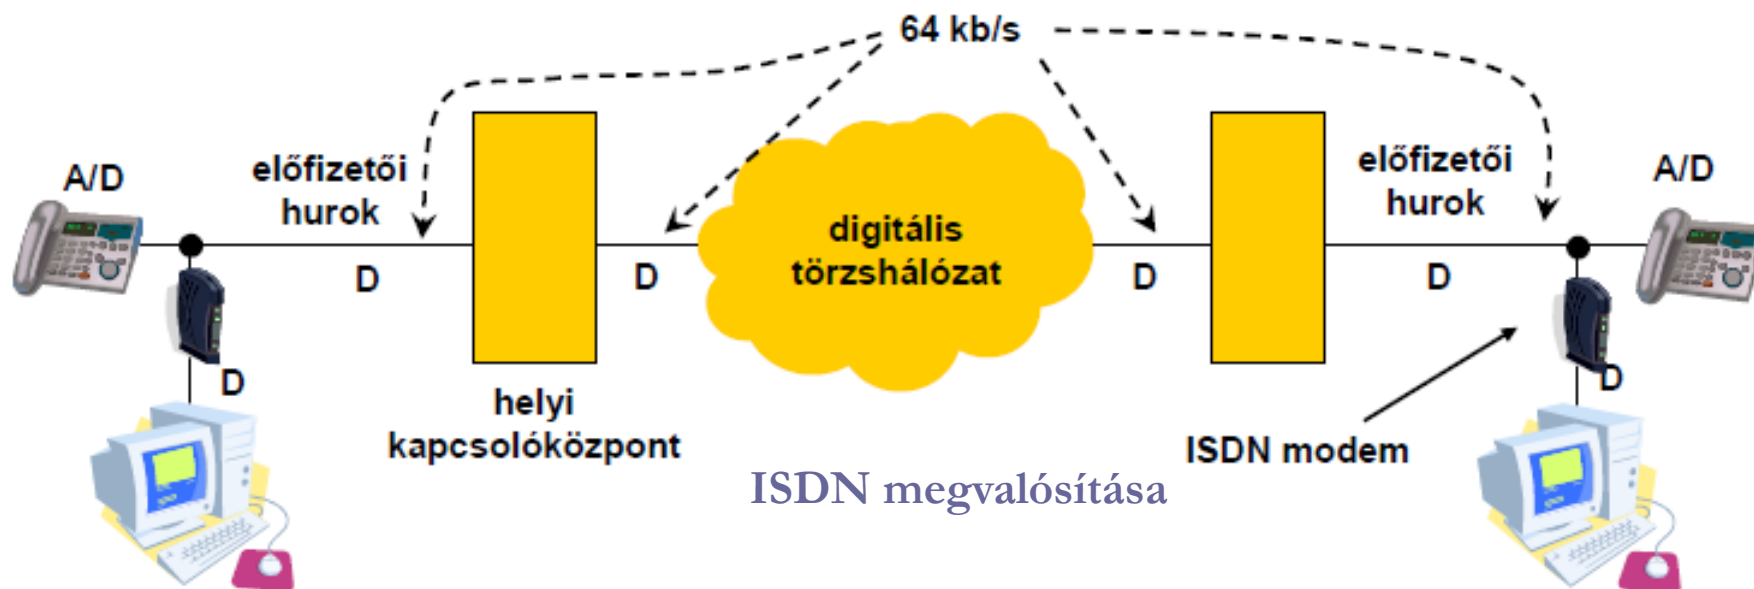 64 kb/s
A/D
előfizetői
hurok
D
D
digitális
törzshálózat
D
előfizetői
hurok
D
A/D
D
D
helyi
kapcsolóközpont
ISDN modem
ISDN megvalósítása